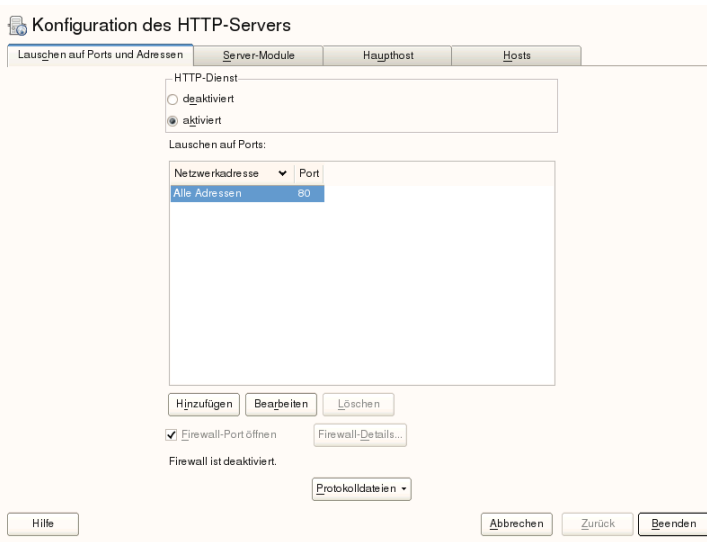 Konfiguration des HTTP-Servers
Lauschen auf Ports und Adressen Server-Module Haupthost Hosts
HTTP-Dienst
deaktiviert
aktiviert
Lauschen auf Ports:
Netzwerkadresse Port
Alle Adressen 80
Hinzufügen Bearbeiten Löschen
Firewall-Port öffnen Firewall-Details...
Firewall ist deaktiviert.
Protokolldateien
Hilfe Abbrechen Zurück Beenden